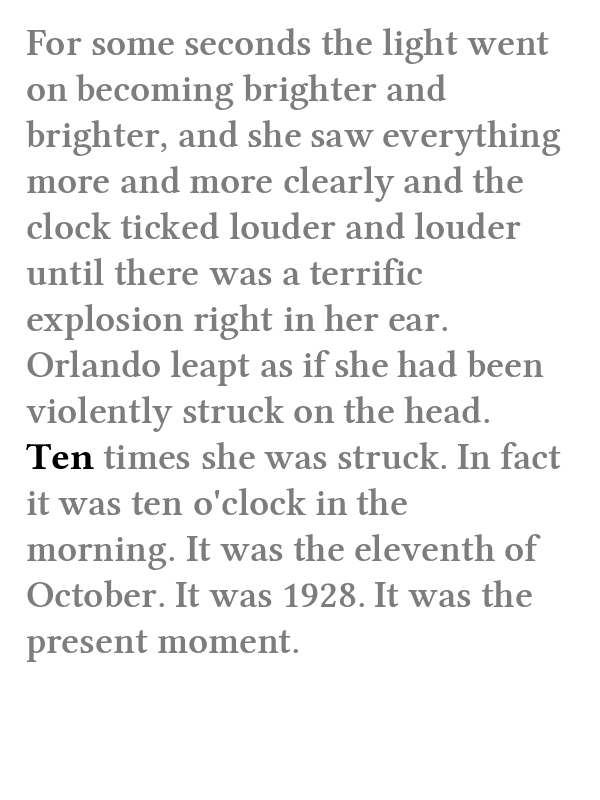 For some seconds the light went
on becoming brighter and
brighter, and she saw everything
more and more clearly and the
clock ticked louder and louder
until there was a terrific
explosion right in her ear.
Orlando leapt as if she had been
violently struck on the head.
Ten times she was struck. In fact
it was ten o'clock in the
morning. It was the eleventh of
October. It was 1928. It was the
present moment.